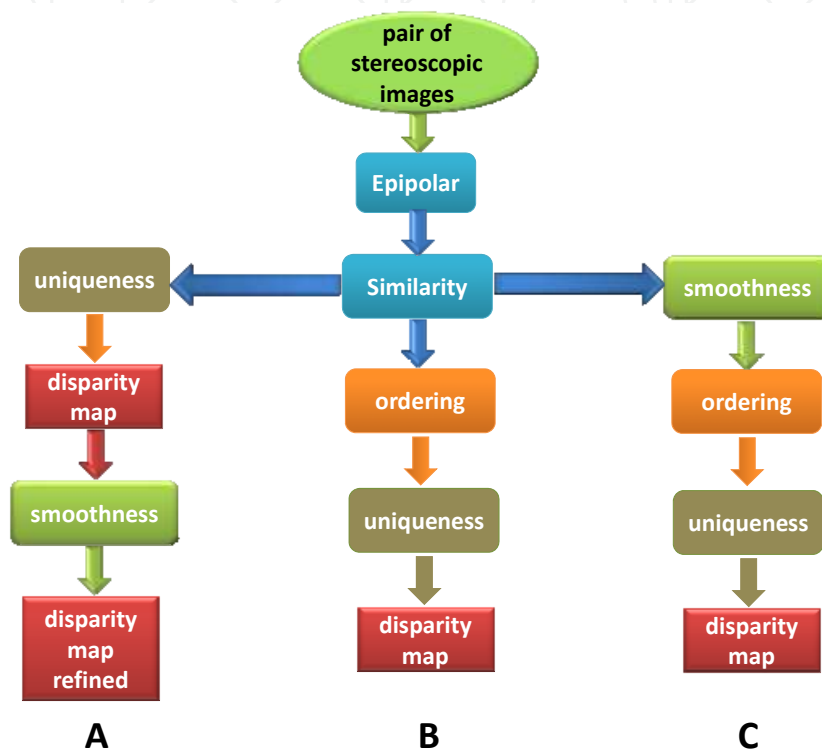 pair of
stereoscopic
images
Epipolar
Similarity
uniqueness
disparity
map
smoothness
disparity
map
refined
A
ordering
uniqueness
disparity
map
B
smoothness
ordering
uniqueness
disparity
map
C